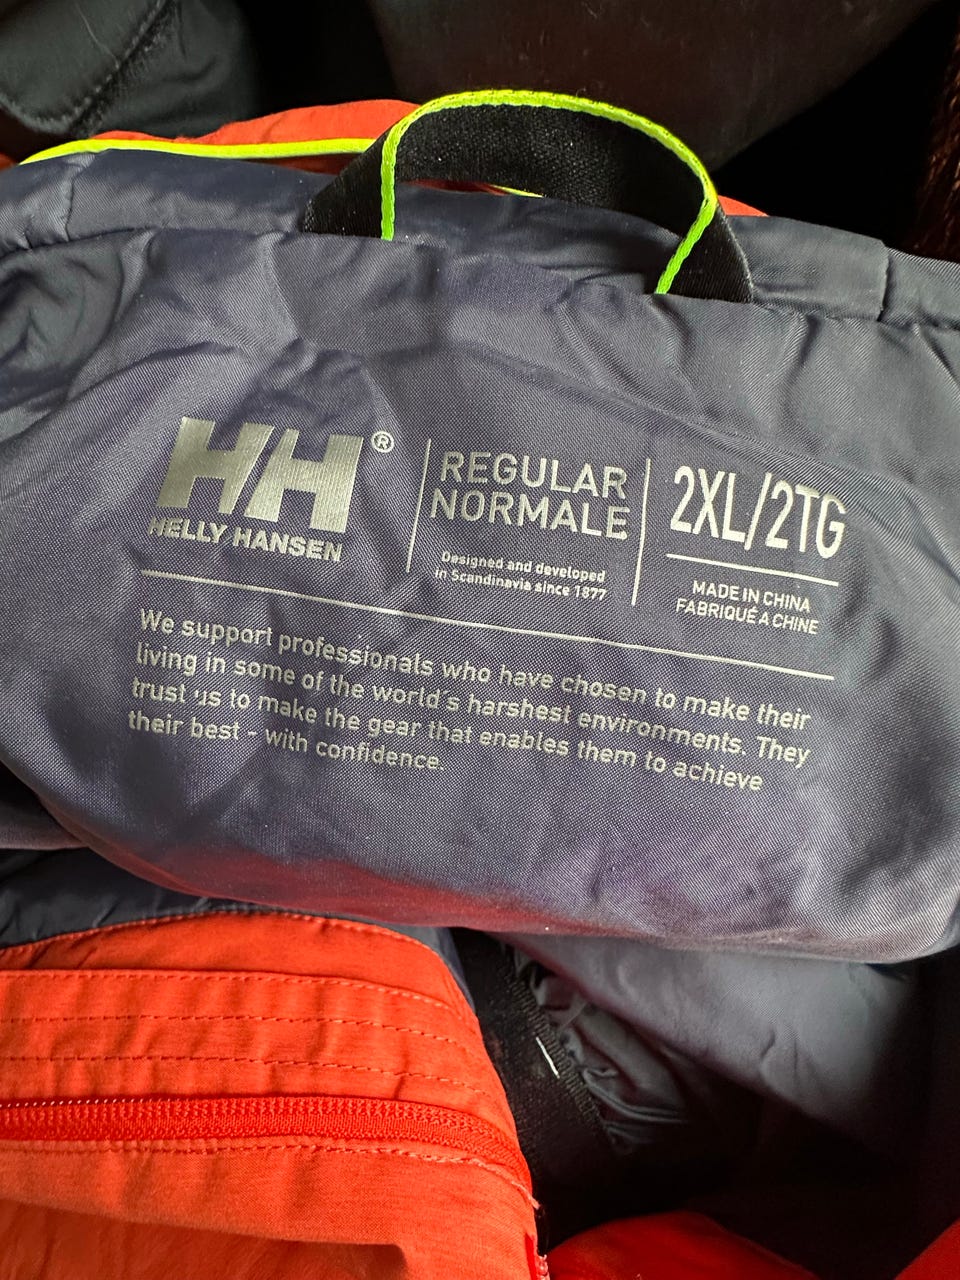 HH®
HELLY HANSEN
REGULAR
NORMALE
Designed and developed
in Scandinavia since 1877
2XL/2TG
MADE IN CHINA
FABRIQUÉ A CHINE
We support professionals who have chosen to make their
living in some of the world´s harshest environments. They
trust us to make the gear that enables them to achieve
their best - with confidence.